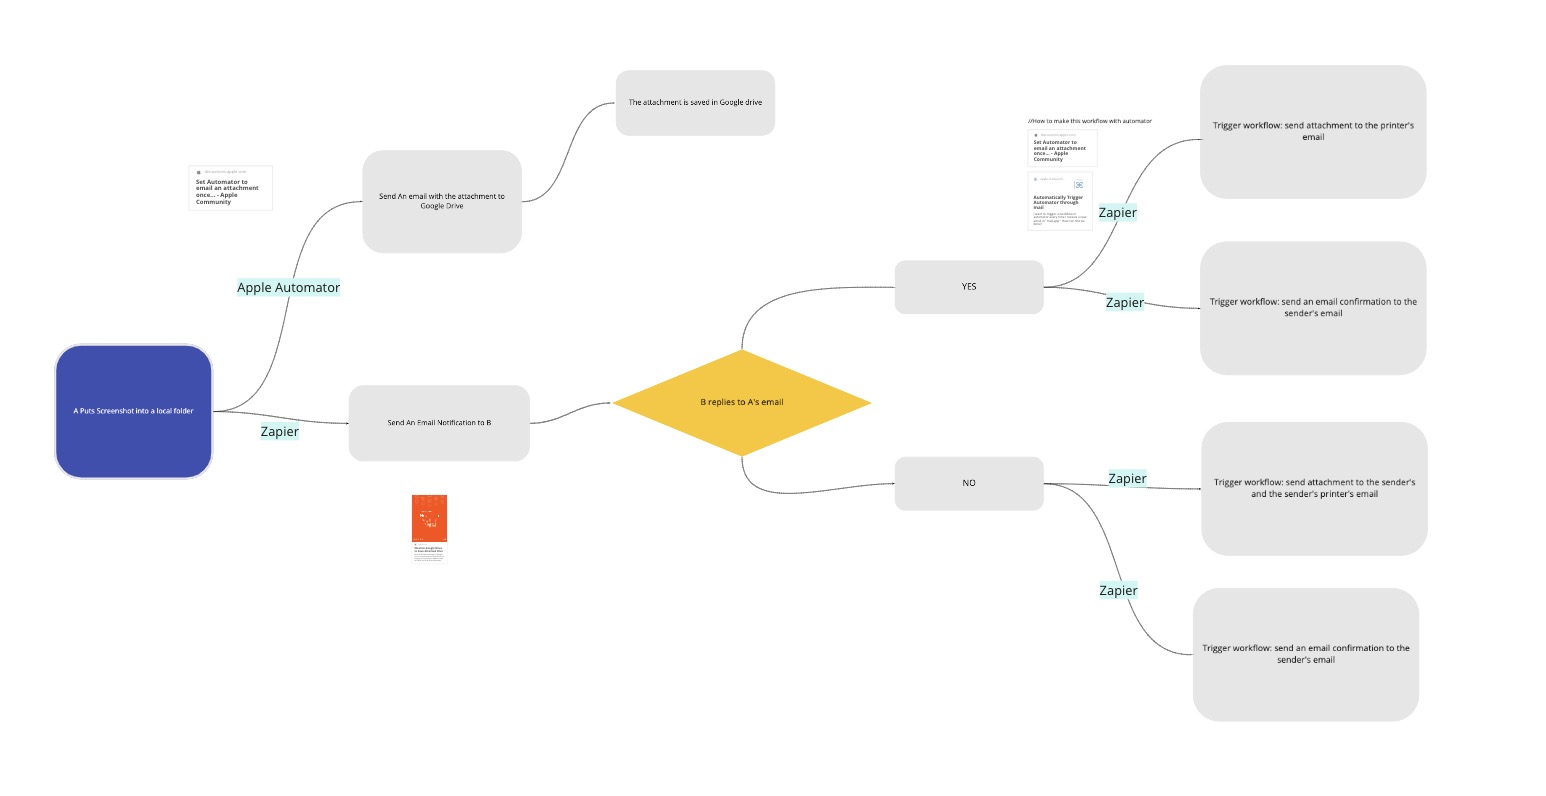 The attachment is saved in Google drive
Send An email with the attachment to
Google Drive
Set Automator to
email an attachment
once... - Apple
Community
Apple Automator
A Puts Screenshot into a local folder
Zapier
Send An Email Notification to B
B replies to A's email
YES
NO
//How to make this workflow with automator
Set Automator to
email an attachment
once... - Apple
Community
Automatically Trigger
Automator through
mail
Zapier
Zapier
Trigger workflow: send attachment to the printer's
email
Trigger workflow: send an email confirmation to the
sender's email
Zapier
Trigger workflow: send attachment to the sender's
and the sender's printer's email
Zapier
Trigger workflow: send an email confirmation to the
sender's email